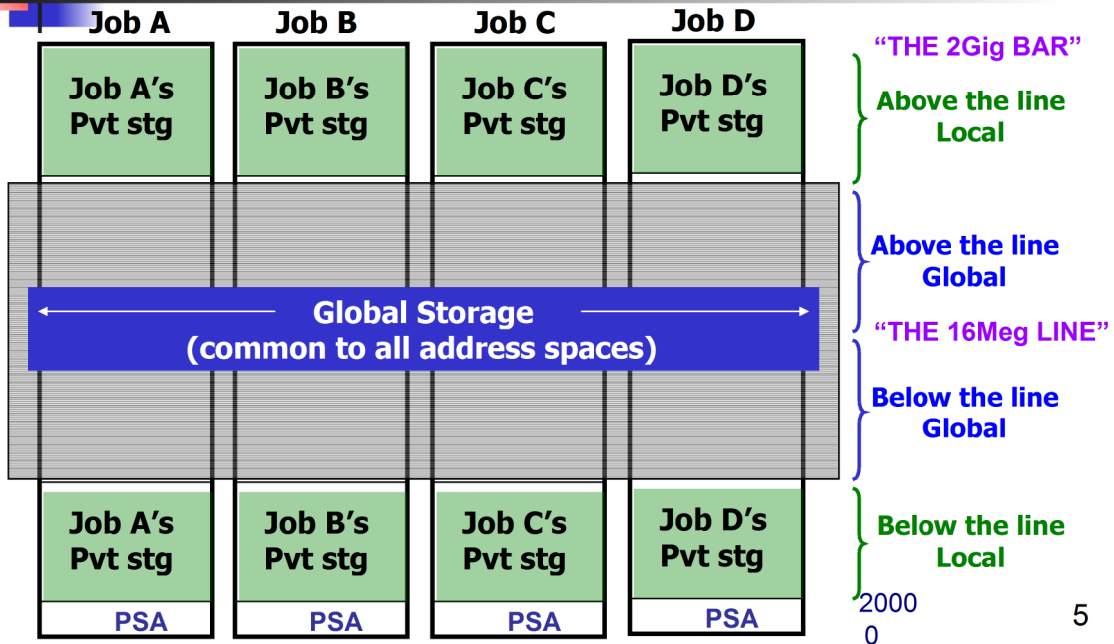 Job A
Job B
Job C
Job D
"THE 2Gig BAR"
Job A's
Pvt stg
Job B's
Pvt stg
Job C's
Pvt stg
Job D's
Pvt stg
Above the line
Local
Above the line
Global
Global Storage
(common to all address spaces)
"THE 16Meg LINE"
Below the line
Global
Job A's
Pvt stg
Job B's
Pvt stg
Job C's
Pvt stg
Job D's
Pvt stg
Below the line
Local
PSA
PSA
PSA
PSA
2000
0
5